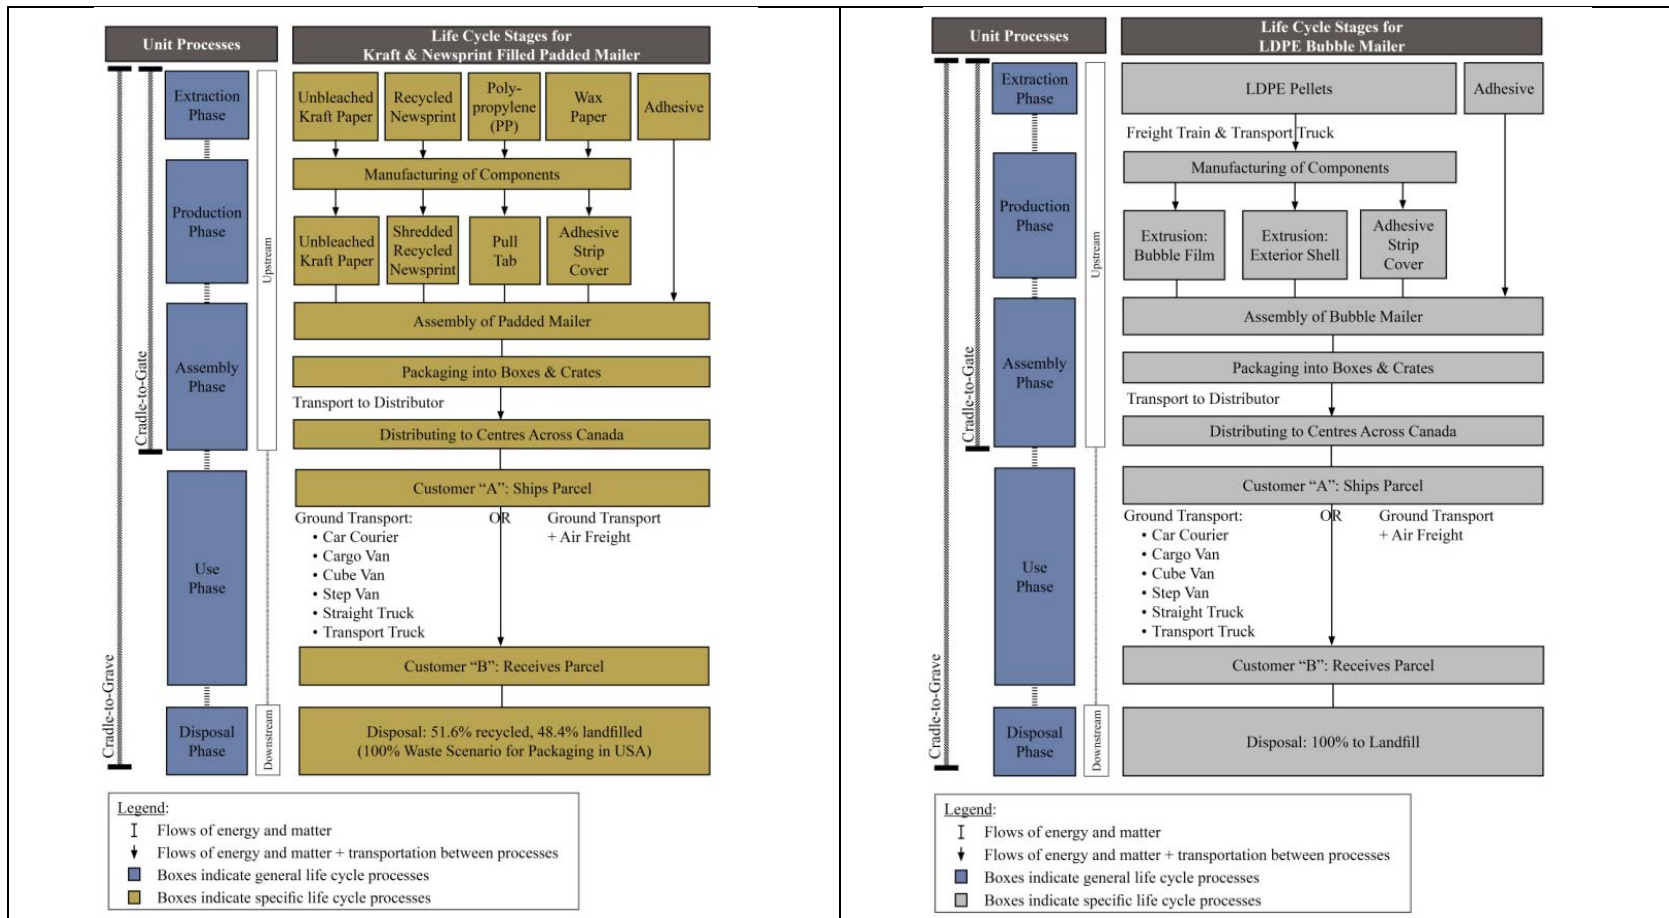 Unit Processes
Life Cycle Stages for
Kraft & Newsprint Filled Padded Mailer
Cradle-to-Grave
Cradle-to-Gate
Extraction
Phase
Production
Phase
Assembly
Phase
Use
Phase
Disposal
Phase
Upstream
Downstream
Unbleached
Kraft Paper
Recycled
Newsprint
Poly-
propylene
(PP)
Wax
Paper
Adhesive
Manufacturing of Components
Unbleached
Kraft Paper
Shredded
Recycled
Newsprint
Pull
Tab
Adhesive
Strip
Cover
Assembly of Padded Mailer
Packaging into Boxes & Crates
Transport to Distributor
Distributing to Centres Across Canada
Customer “A”: Ships Parcel
Ground Transport:
• Car Courier
• Cargo Van
• Cube Van
• Step Van
• Straight Truck
• Transport Truck
OR
Ground Transport
+ Air Freight
Customer “B”: Receives Parcel
Disposal: 51.6% recycled, 48.4% landfilled
(100% Waste Scenario for Packaging in USA)
Legend:
Flows of energy and matter
Flows of energy and matter + transportation between processes
Boxes indicate general life cycle processes
Boxes indicate specific life cycle processes
Unit Processes
Life Cycle Stages for
LDPE Bubble Mailer
Cradle-to-Grave
Cradle-to-Gate
Extraction
Phase
Production
Phase
Assembly
Phase
Use
Phase
Disposal
Phase
Upstream
Downstream
LDPE Pellets
Adhesive
Freight Train & Transport Truck
Manufacturing of Components
Extrusion:
Bubble Film
Extrusion:
Exterior Shell
Adhesive
Strip
Cover
Assembly of Bubble Mailer
Packaging into Boxes & Crates
Transport to Distributor
Distributing to Centres Across Canada
Customer “A”: Ships Parcel
Ground Transport:
• Car Courier
• Cargo Van
• Cube Van
• Step Van
• Straight Truck
• Transport Truck
OR
Ground Transport
+ Air Freight
Customer “B”: Receives Parcel
Disposal: 100% to Landfill
Legend:
Flows of energy and matter
Flows of energy and matter + transportation between processes
Boxes indicate general life cycle processes
Boxes indicate specific life cycle processes